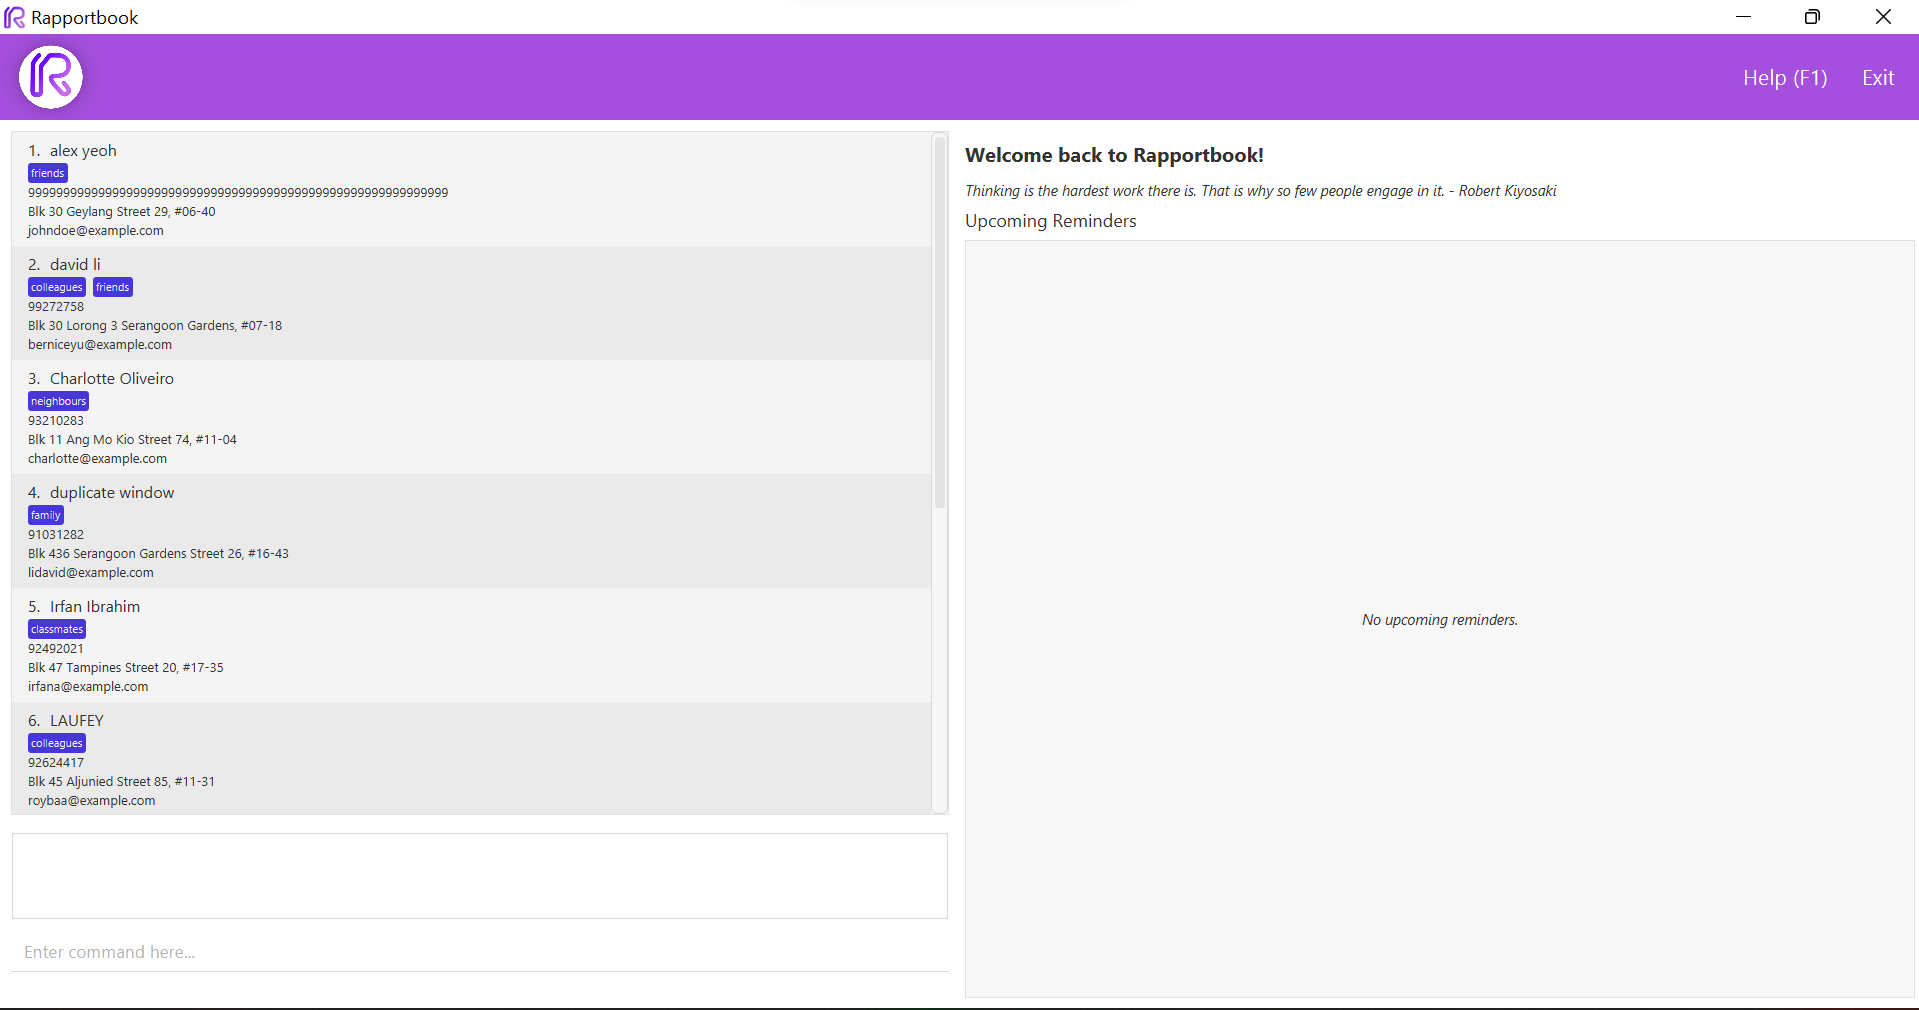 Rapportbook
Help (F1) Exit
1. alex yeoh
friends
Blk 30 Geylang Street 29, #06-40
johndoe@example.com
2. david li
colleagues friends
99272758
Blk 30 Lorong 3 Serangoon Gardens, #07-18
berniceyu@example.com
3. Charlotte Oliveiro
neighbours
93210283
Blk 11 Ang Mo Kio Street 74, #11-04
charlotte@example.com
4. duplicate window
family
91031282
Blk 436 Serangoon Gardens Street 26, #16-43
lidavid@example.com
5. Irfan Ibrahim
classmates
92492021
Blk 47 Tampines Street 20, #17-35
irfana@example.com
6. LAUFEY
colleagues
92624417
Blk 45 Aljunied Street 85, #11-31
roybaa@example.com
Enter command here...
Welcome back to Rapportbook!
Thinking is the hardest work there is. That is why so few people engage in it. - Robert Kiyosaki
Upcoming Reminders
No upcoming reminders.